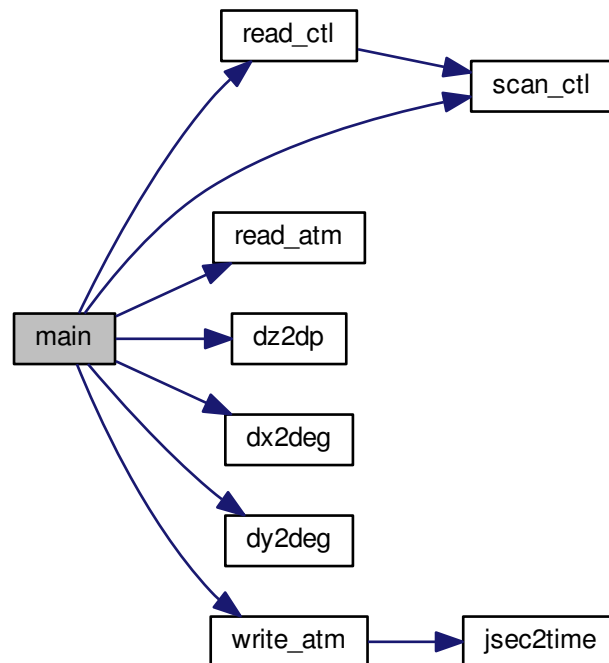 read_ctl
scan_ctl
read_atm
main
dz2dp
dx2deg
dy2deg
write_atm
jsec2time